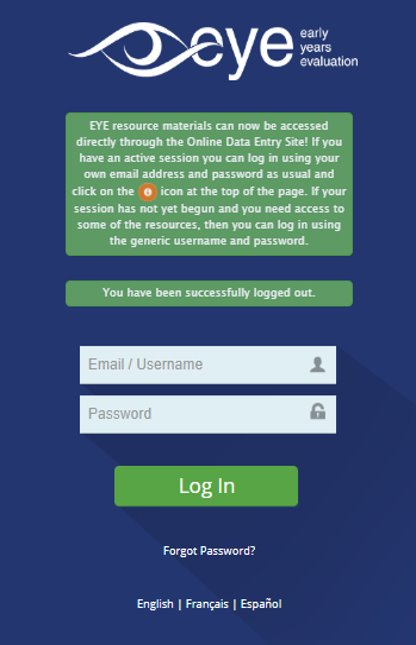 eye
early
years
evaluation
EYE resource materials can now be accessed
directly through the Online Data Entry Site! If you
have an active session you can log in using your
own email address and password as usual and
click on the icon at the top of the page. If your
session has not yet begun and you need access to
some of the resources, then you can log in using
the generic username and password.
You have been successfully logged out.
Email / Username
Password
Log In
Forgot Password?
English | Français | Español